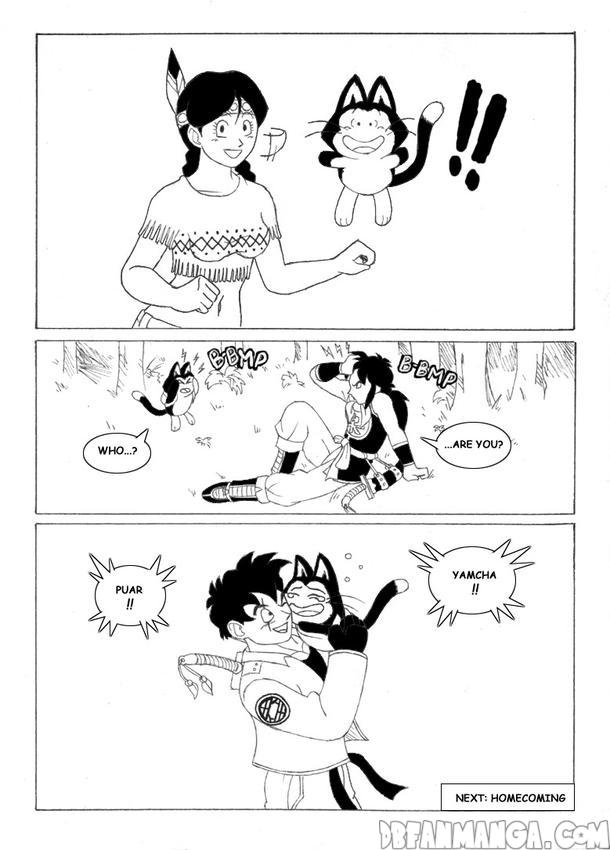 !!
B-BMP
B-BMP
WHO...?
...ARE YOU?
PUAR
!!
YAMCHA
!!
NEXT: HOMECOMING
DBFANMANGA.COM